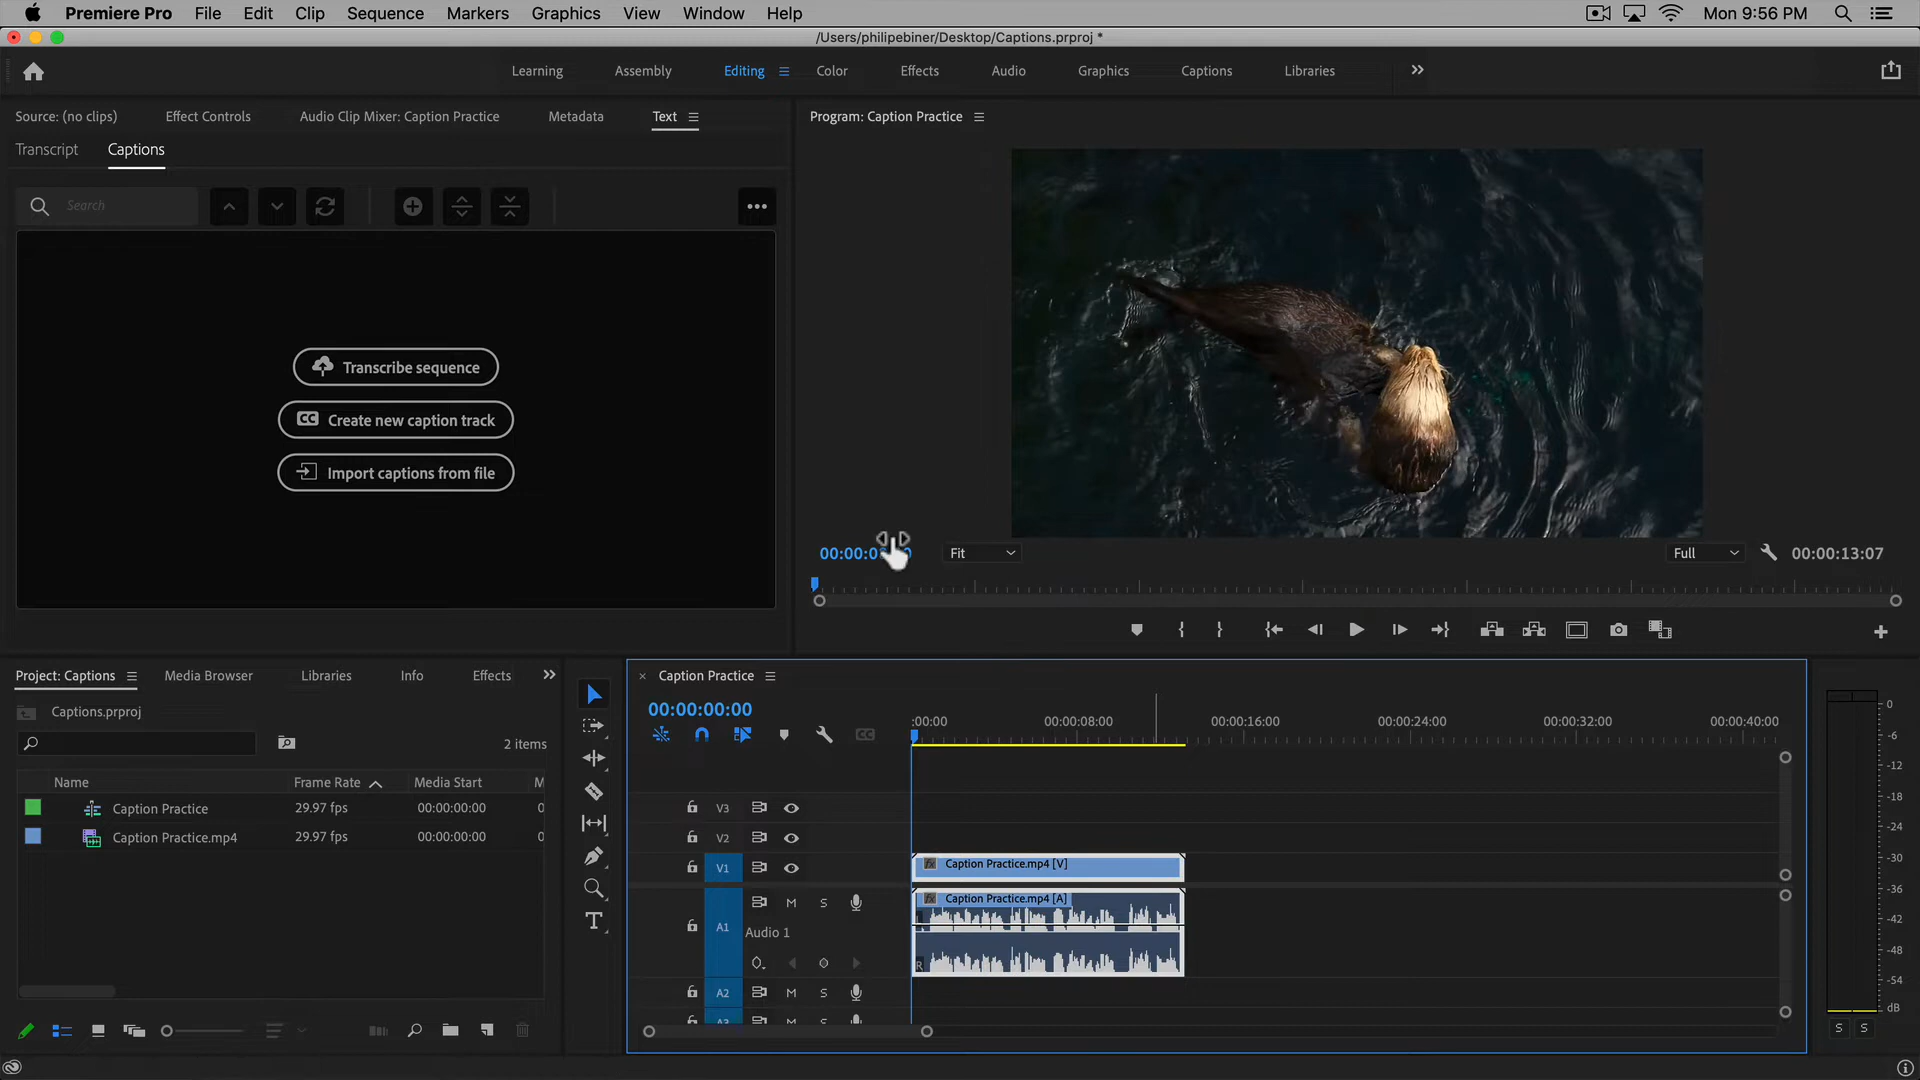 Premiere Pro File Edit Clip Sequence Markers Graphics View Window Help Mon 9:56 PM
/Users/philipebiner/Desktop/Captions.prproj *
Learning Assembly Editing Color Effects Audio Graphics Captions Libraries
Source: (no clips) Effect Controls Audio Clip Mixer: Caption Practice Metadata Text
Program: Caption Practice
Transcript Captions
Search
Transcribe sequence
CC Create new caption track
Import captions from file
Fit Full 00:00:13:07
Project: Captions Media Browser Libraries Info Effects
Captions.prproj
2 items
Name Frame Rate Media Start M
Caption Practice 29.97 fps 00:00:00:00 0
Caption Practice.mp4 29.97 fps 00:00:00:00 0
× Caption Practice
00:00:00:00
:00:00 00:00:08:00 00:00:16:00 00:00:24:00 00:00:32:00 00:00:40:00
CC
V3
V2
V1 fx Caption Practice.mp4 [V]
A1 M S fx Caption Practice.mp4 [A]
Audio 1
R
A2 M S
0
-6
-12
-18
-24
-30
-36
-42
-48
-54
dB
S S